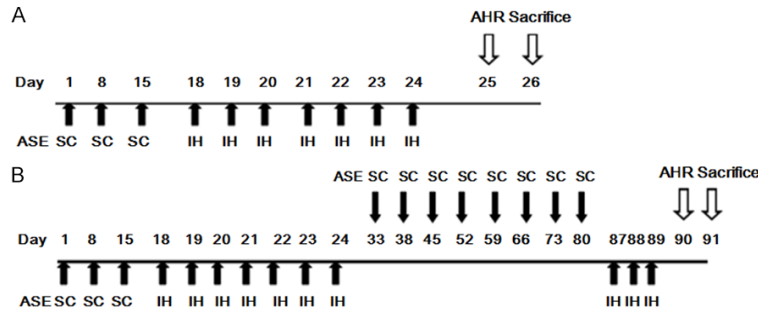 A
AHR Sacrifice
Day 1 8 15 18 19 20 21 22 23 24 25 26
ASE SC SC SC IH IH IH IH IH IH IH
B
ASE SC SC SC SC SC SC SC SC
AHR Sacrifice
Day 1 8 15 18 19 20 21 22 23 24 33 38 45 52 59 66 73 80 87 88 89 90 91
ASE SC SC SC IH IH IH IH IH IH IH IH IH IH